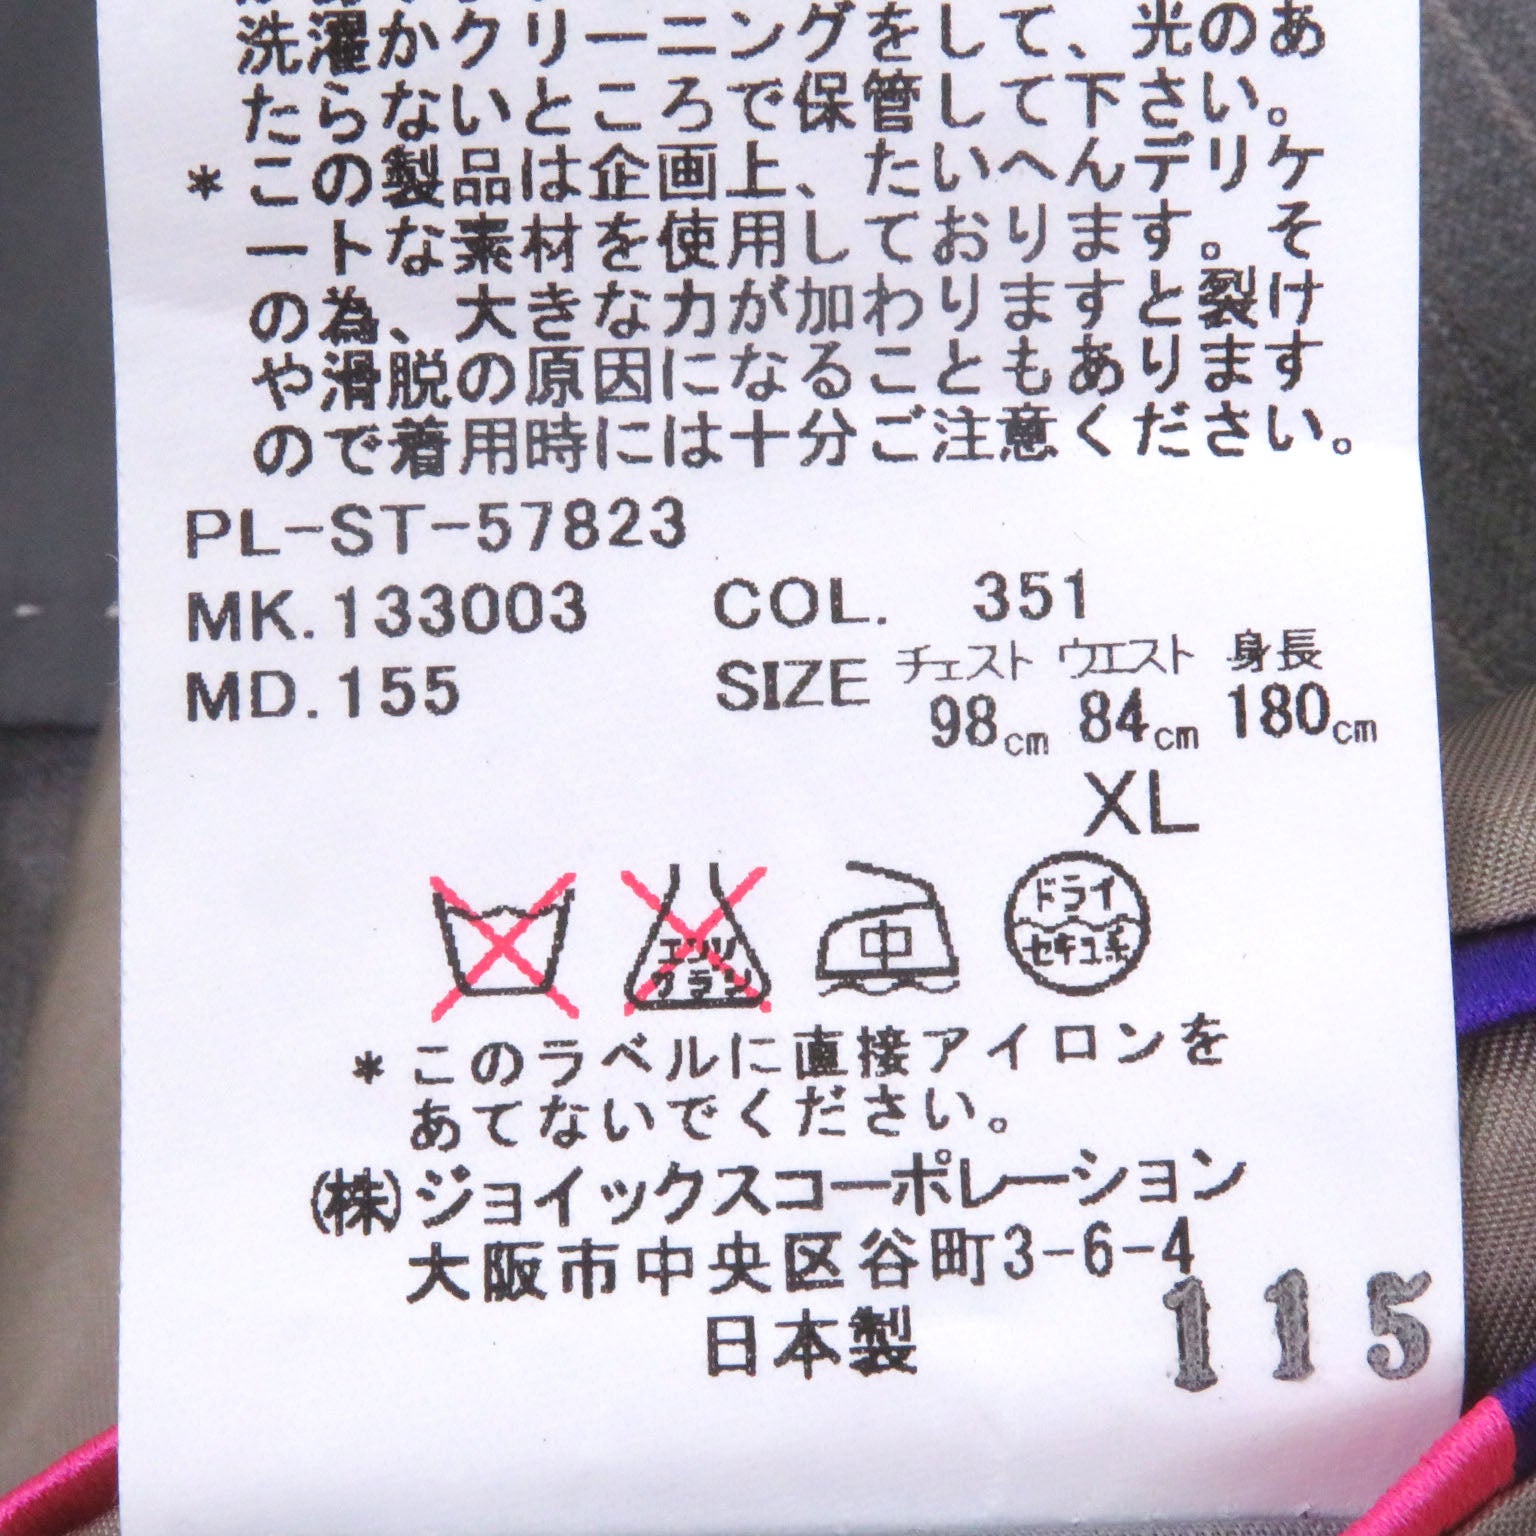 洗濯かクリーニングをして、光のあ
たらないところで保管して下さい。
*この製品は企画上、たいへんデリケ
ートな素材を使用しております。そ
の為、大きな力が加わりますと裂け
や滑脱の原因になることもあります
ので着用時には十分ご注意ください。
PL-ST-57823
MK.133003 COL. 351
MD.155 SIZE チェスト ウエスト 身長
98cm 84cm 180cm
XL
エンソ
クラン
中
ドライ
セキユ系
*このラベルに直接アイロンを
あてないでください。
(株)ジョイックスコーポレーション
大阪市中央区谷町3-6-4
日本製
115